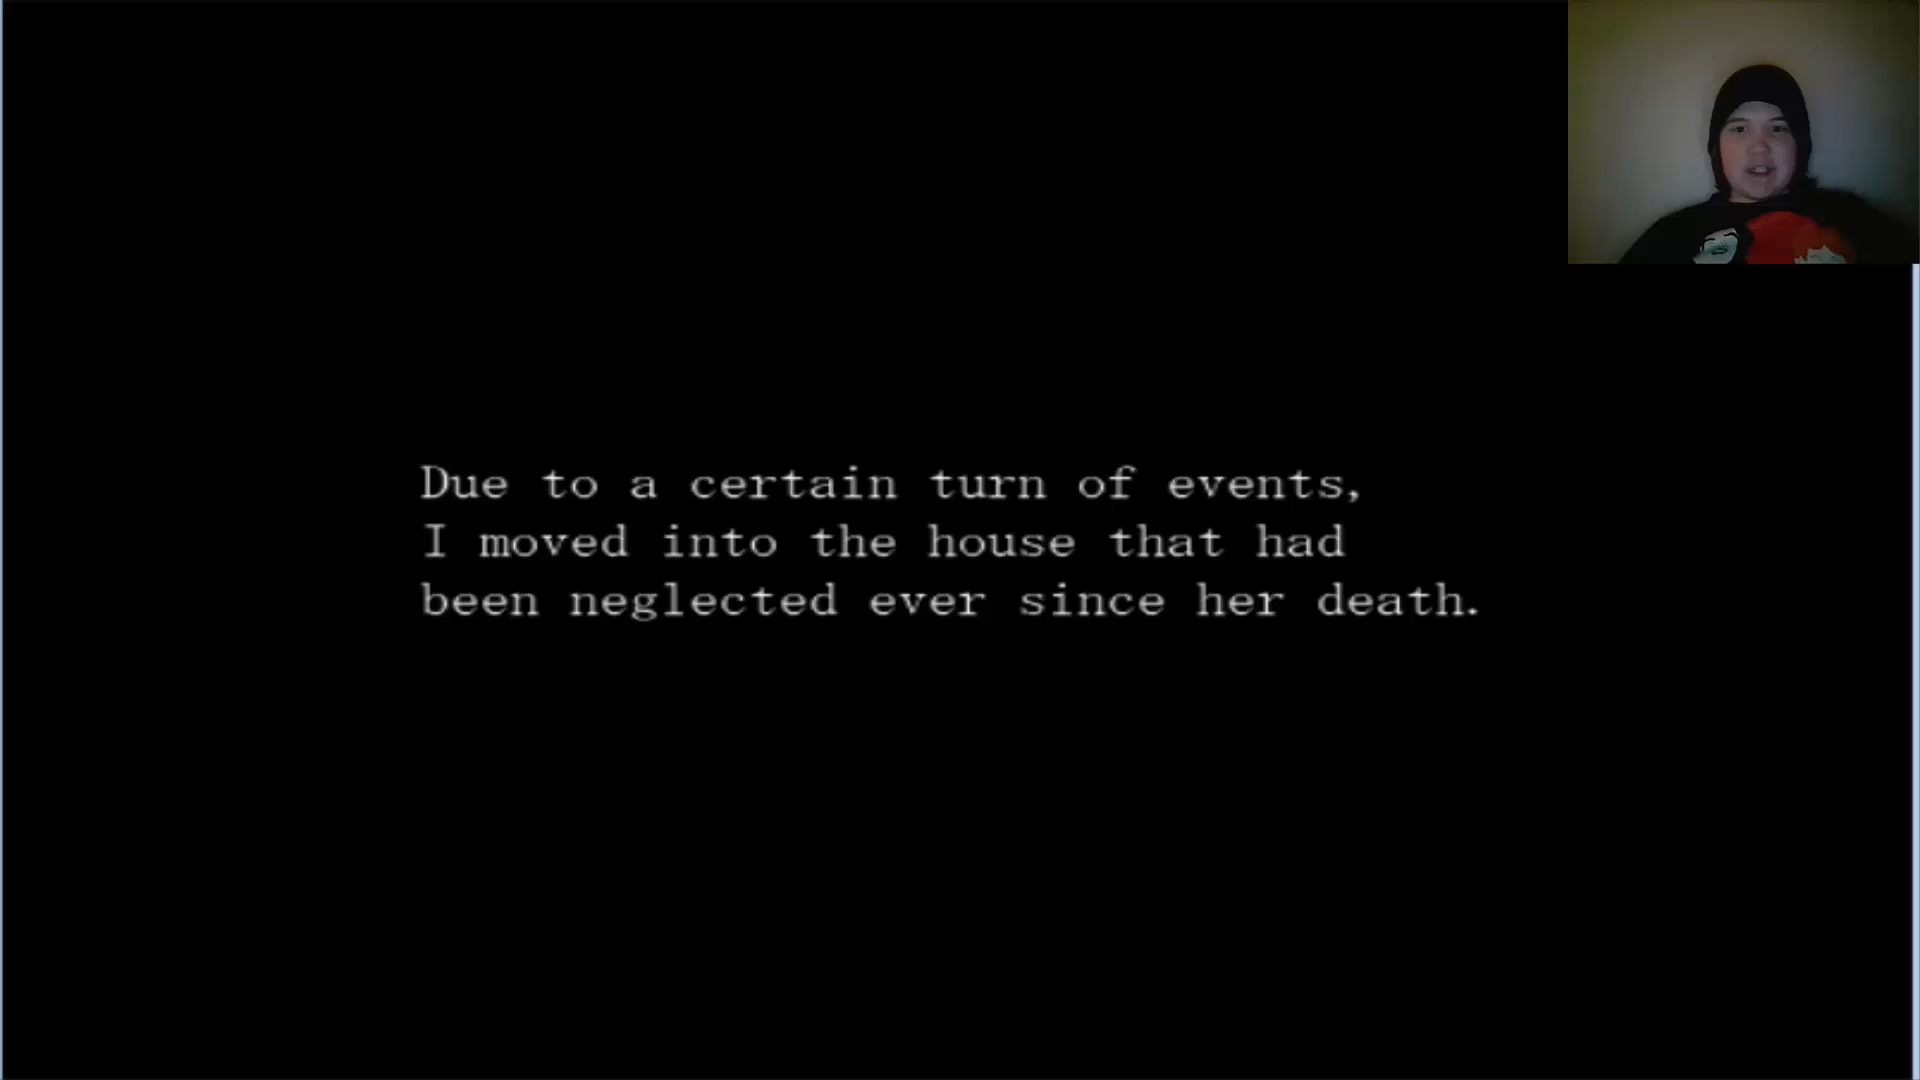 Due to a certain turn of events,
I moved into the house that had
been neglected ever since her death.